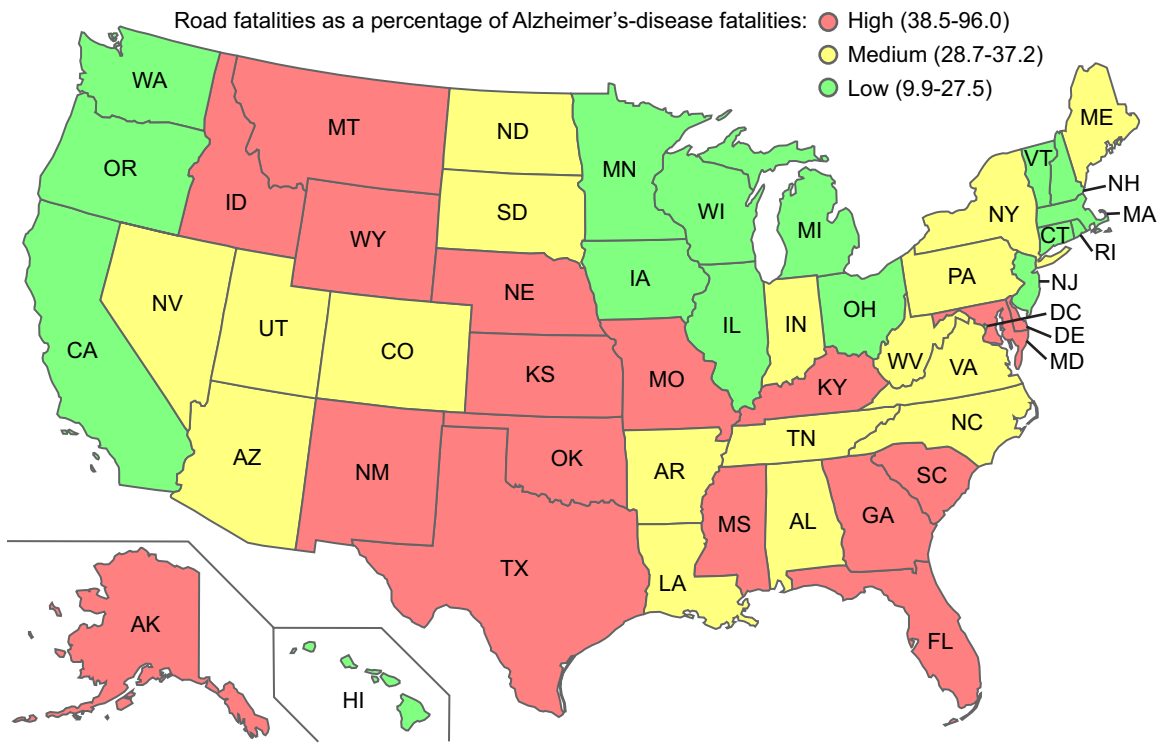 Road fatalities as a percentage of Alzheimer's-disease fatalities:
High (38.5-96.0)
Medium (28.7-37.2)
Low (9.9-27.5)
WA
MT
ND
MN
ME
OR
ID
SD
WI
MI
VT
NH
NY
MA
CT
RI
WY
IA
PA
NJ
NE
NV
UT
CO
IL
IN
OH
DC
DE
MD
CA
KS
MO
KY
WV
VA
AZ
NM
OK
AR
TN
NC
SC
MS
AL
GA
TX
LA
AK
FL
HI